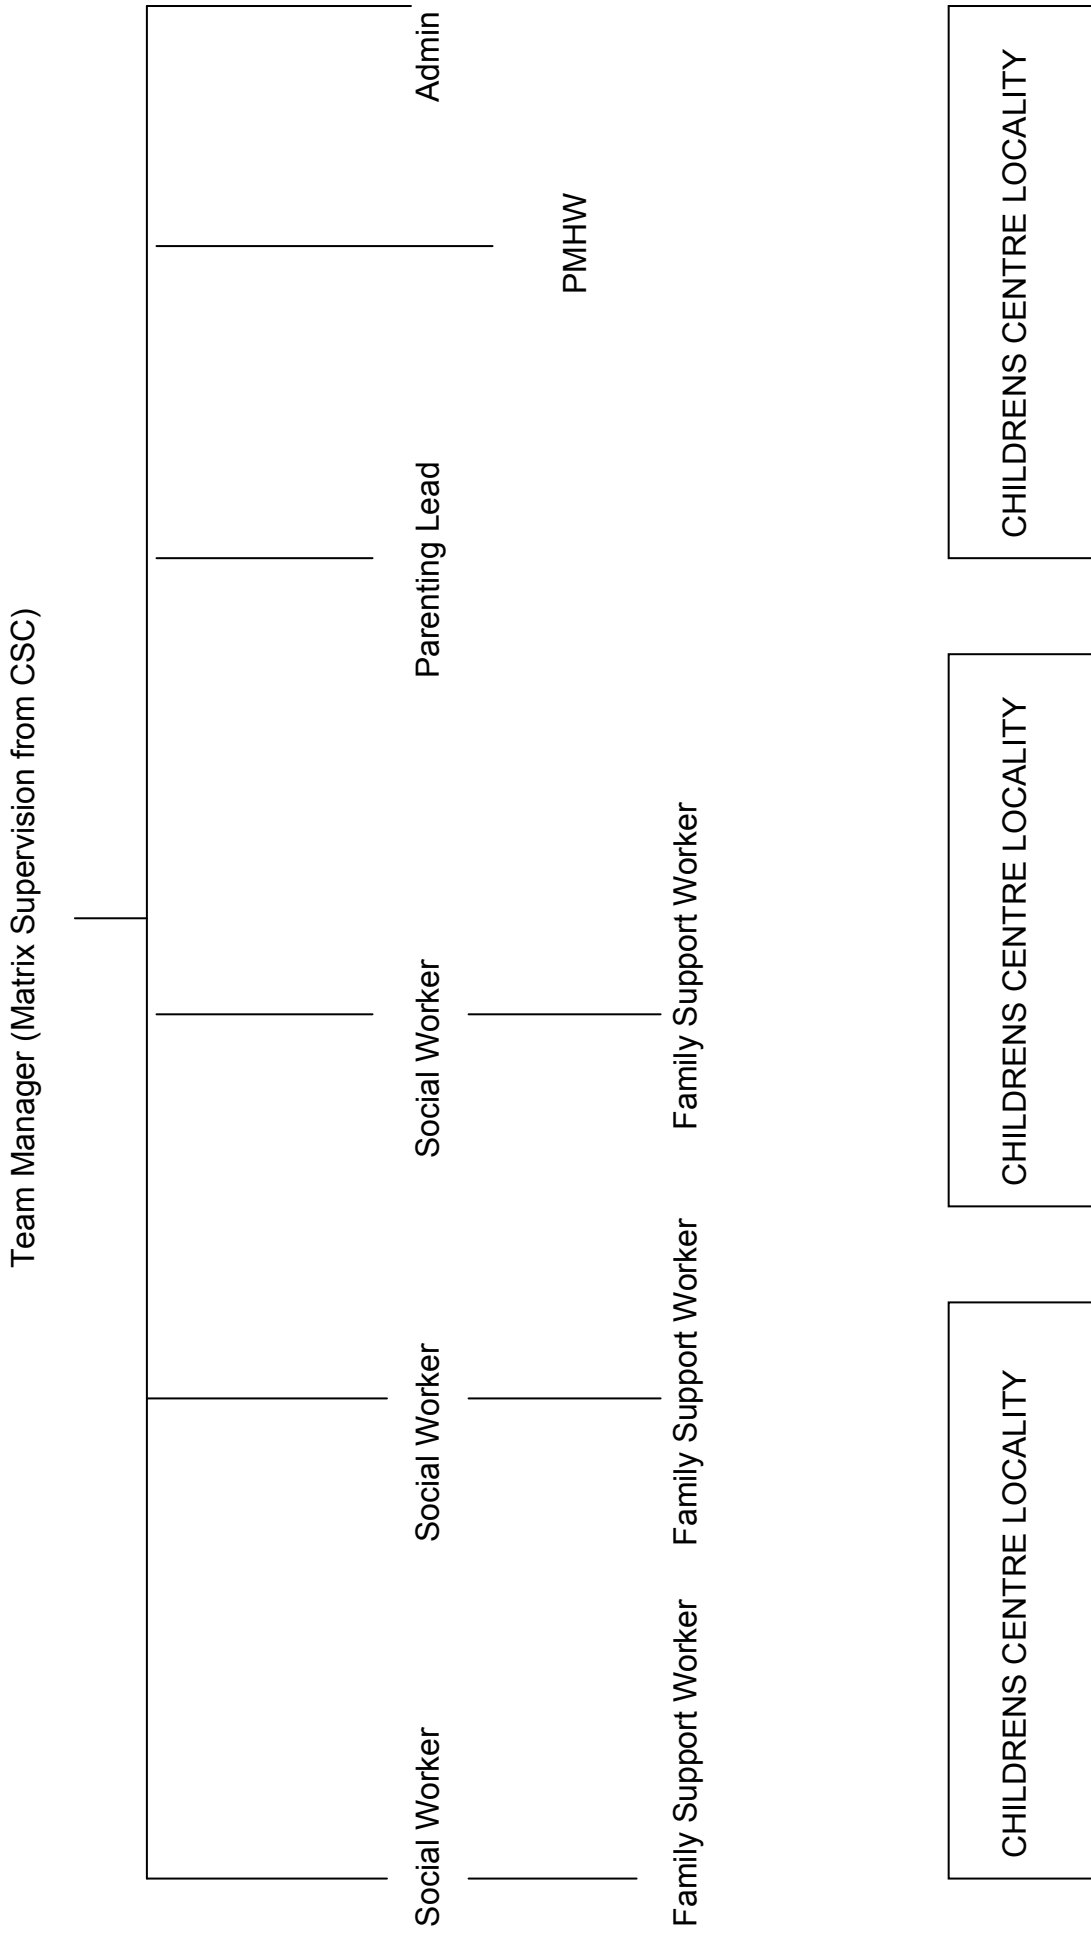 Team Manager (Matrix Supervision from CSC)
Social Worker
Social Worker
Social Worker
Parenting Lead
Admin
PMHW
Family Support Worker
Family Support Worker
Family Support Worker
CHILDRENS CENTRE LOCALITY
CHILDRENS CENTRE LOCALITY
CHILDRENS CENTRE LOCALITY